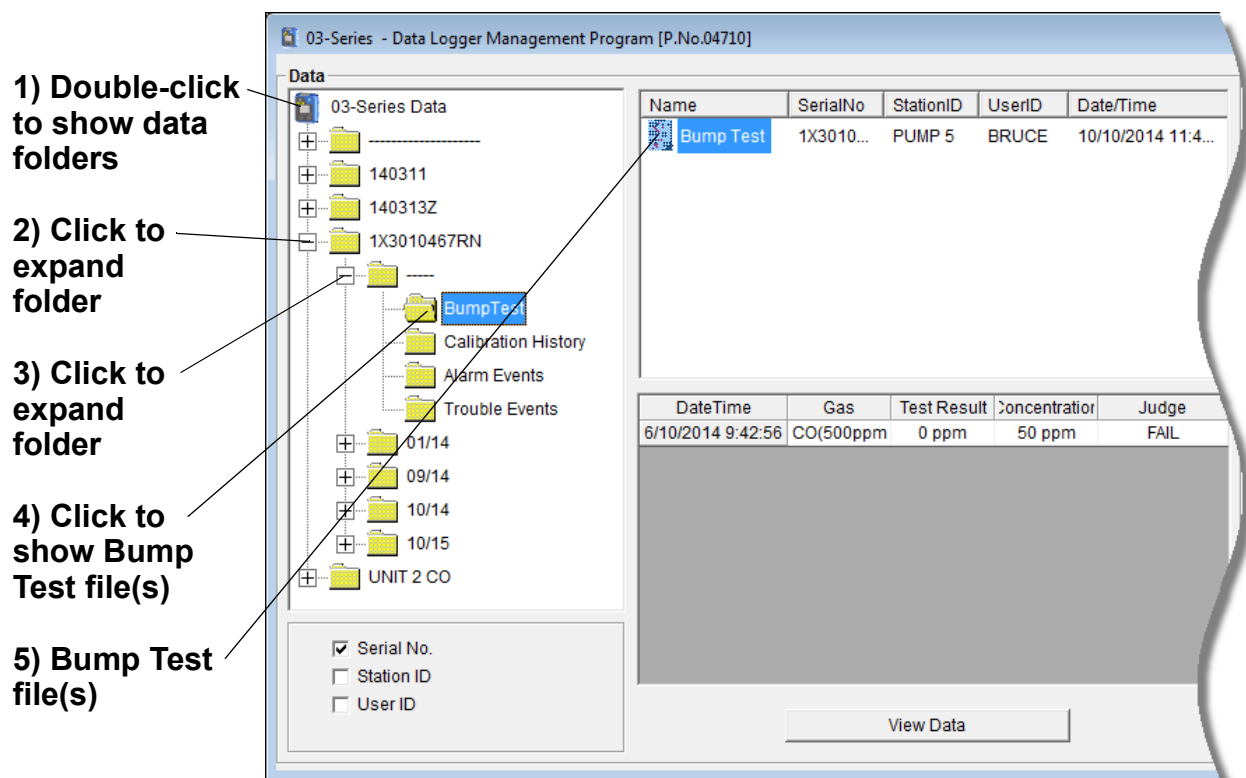 03-Series - Data Logger Management Program [P.No.04710]
1) Double-click
to show data
folders
2) Click to
expand
folder
3) Click to
expand
folder
4) Click to
show Bump
Test file(s)
5) Bump Test
file(s)
Data
03-Series Data
--------------------
140311
140313Z
1X3010467RN
-----
BumpTest
Calibration History
Alarm Events
Trouble Events
01/14
09/14
10/14
10/15
UNIT 2 CO
Serial No.
Station ID
User ID
Name SerialNo StationID UserID Date/Time
Bump Test 1X3010... PUMP 5 BRUCE 10/10/2014 11:4...
DateTime Gas Test Result Concentration Judge
6/10/2014 9:42:56 CO(500ppm 0 ppm 50 ppm FAIL
View Data